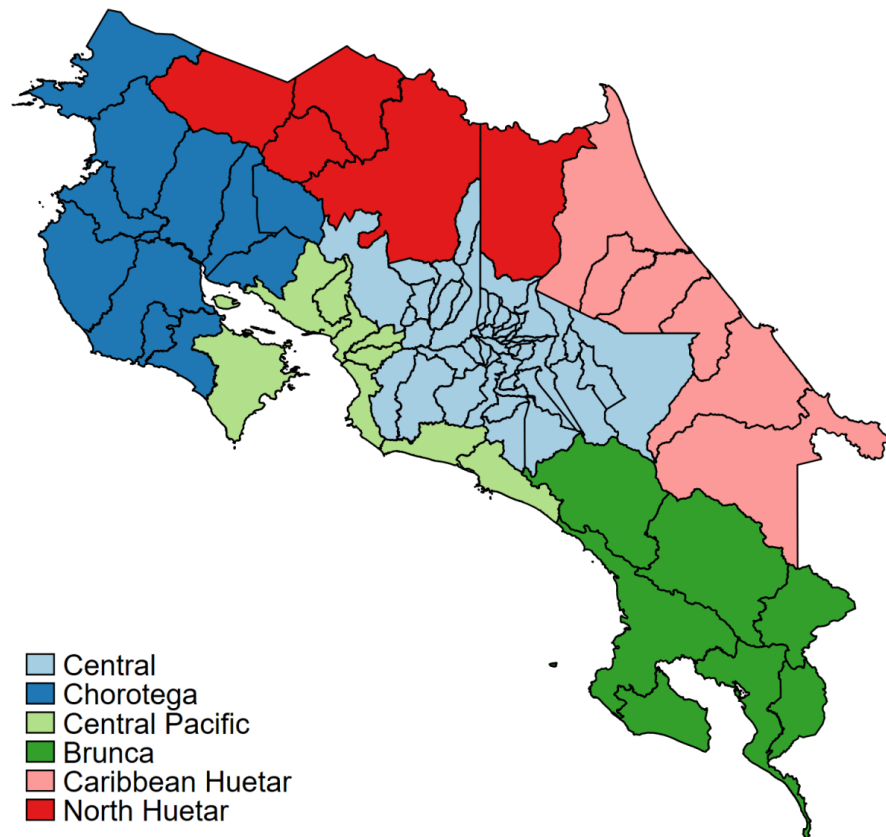 Central
Chorotega
Central Pacific
Brunca
Caribbean Huetar
North Huetar